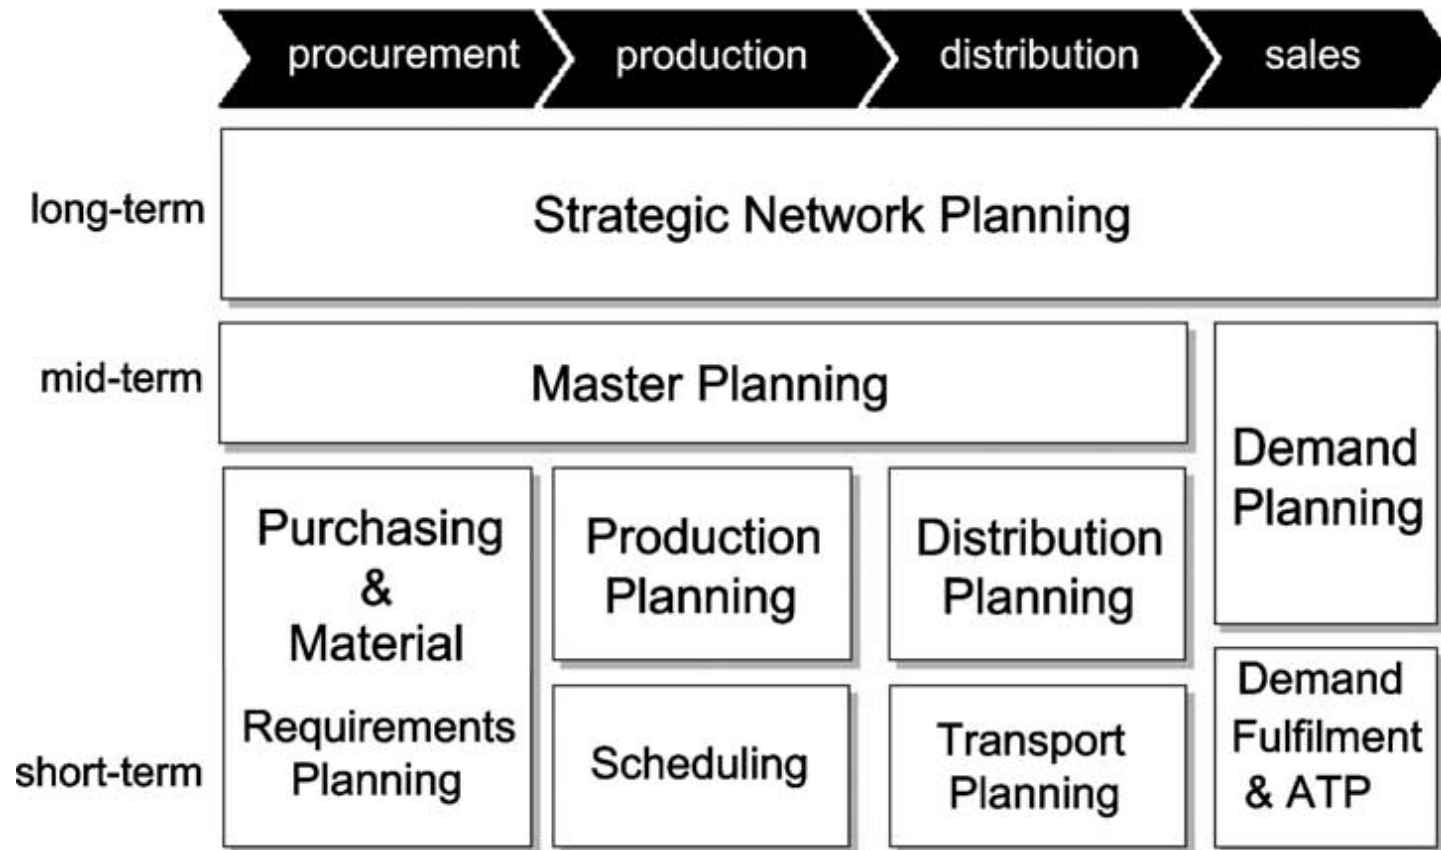 procurement
production
distribution
sales
long-term
Strategic Network Planning
mid-term
Master Planning
Demand
Planning
Purchasing
&
Material
Requirements
Planning
Production
Planning
Distribution
Planning
short-term
Scheduling
Transport
Planning
Demand
Fulfilment
& ATP